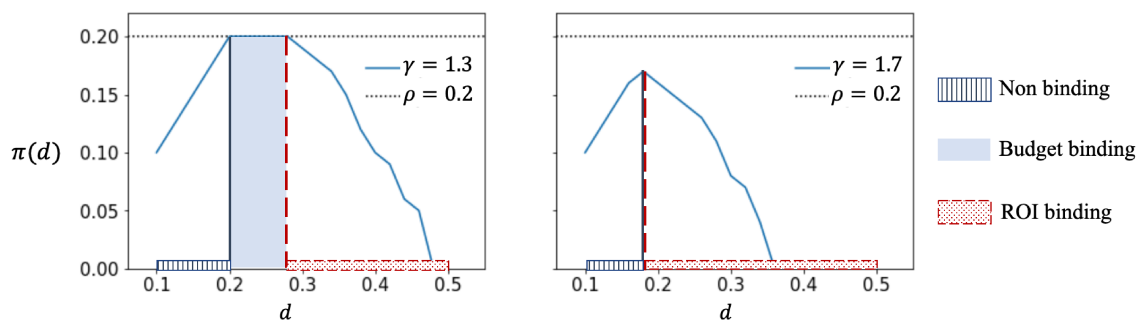 π(d)
0.20
0.15
0.10
0.05
0.00
0.1 0.2 0.3 0.4 0.5
d
γ = 1.3
ρ = 0.2
0.1 0.2 0.3 0.4 0.5
d
γ = 1.7
ρ = 0.2
Non binding
Budget binding
ROI binding